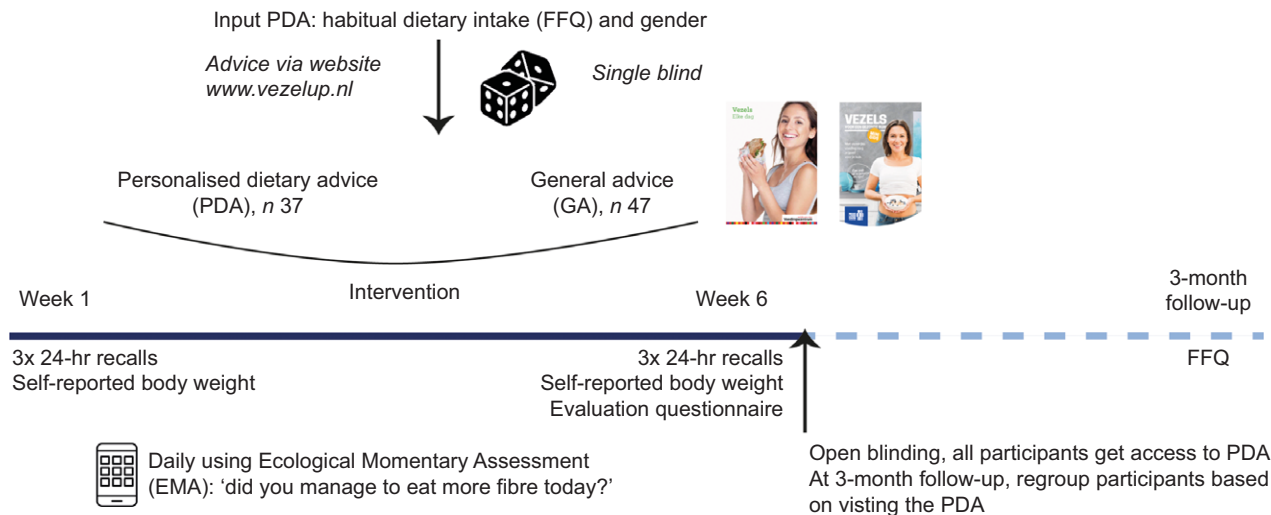 Input PDA: habitual dietary intake (FFQ) and gender
Advice via website
www.vezelup.nl
Single blind
Vezels
Elke dag
VEZELS
Personalised dietary advice
(PDA), n 37
General advice
(GA), n 47
Week 1
Intervention
Week 6
3-month
follow-up
3x 24-hr recalls
Self-reported body weight
3x 24-hr recalls
Self-reported body weight
Evaluation questionnaire
FFQ
Daily using Ecological Momentary Assessment
(EMA): ‘did you manage to eat more fibre today?’
Open blinding, all participants get access to PDA
At 3-month follow-up, regroup participants based
on visting the PDA